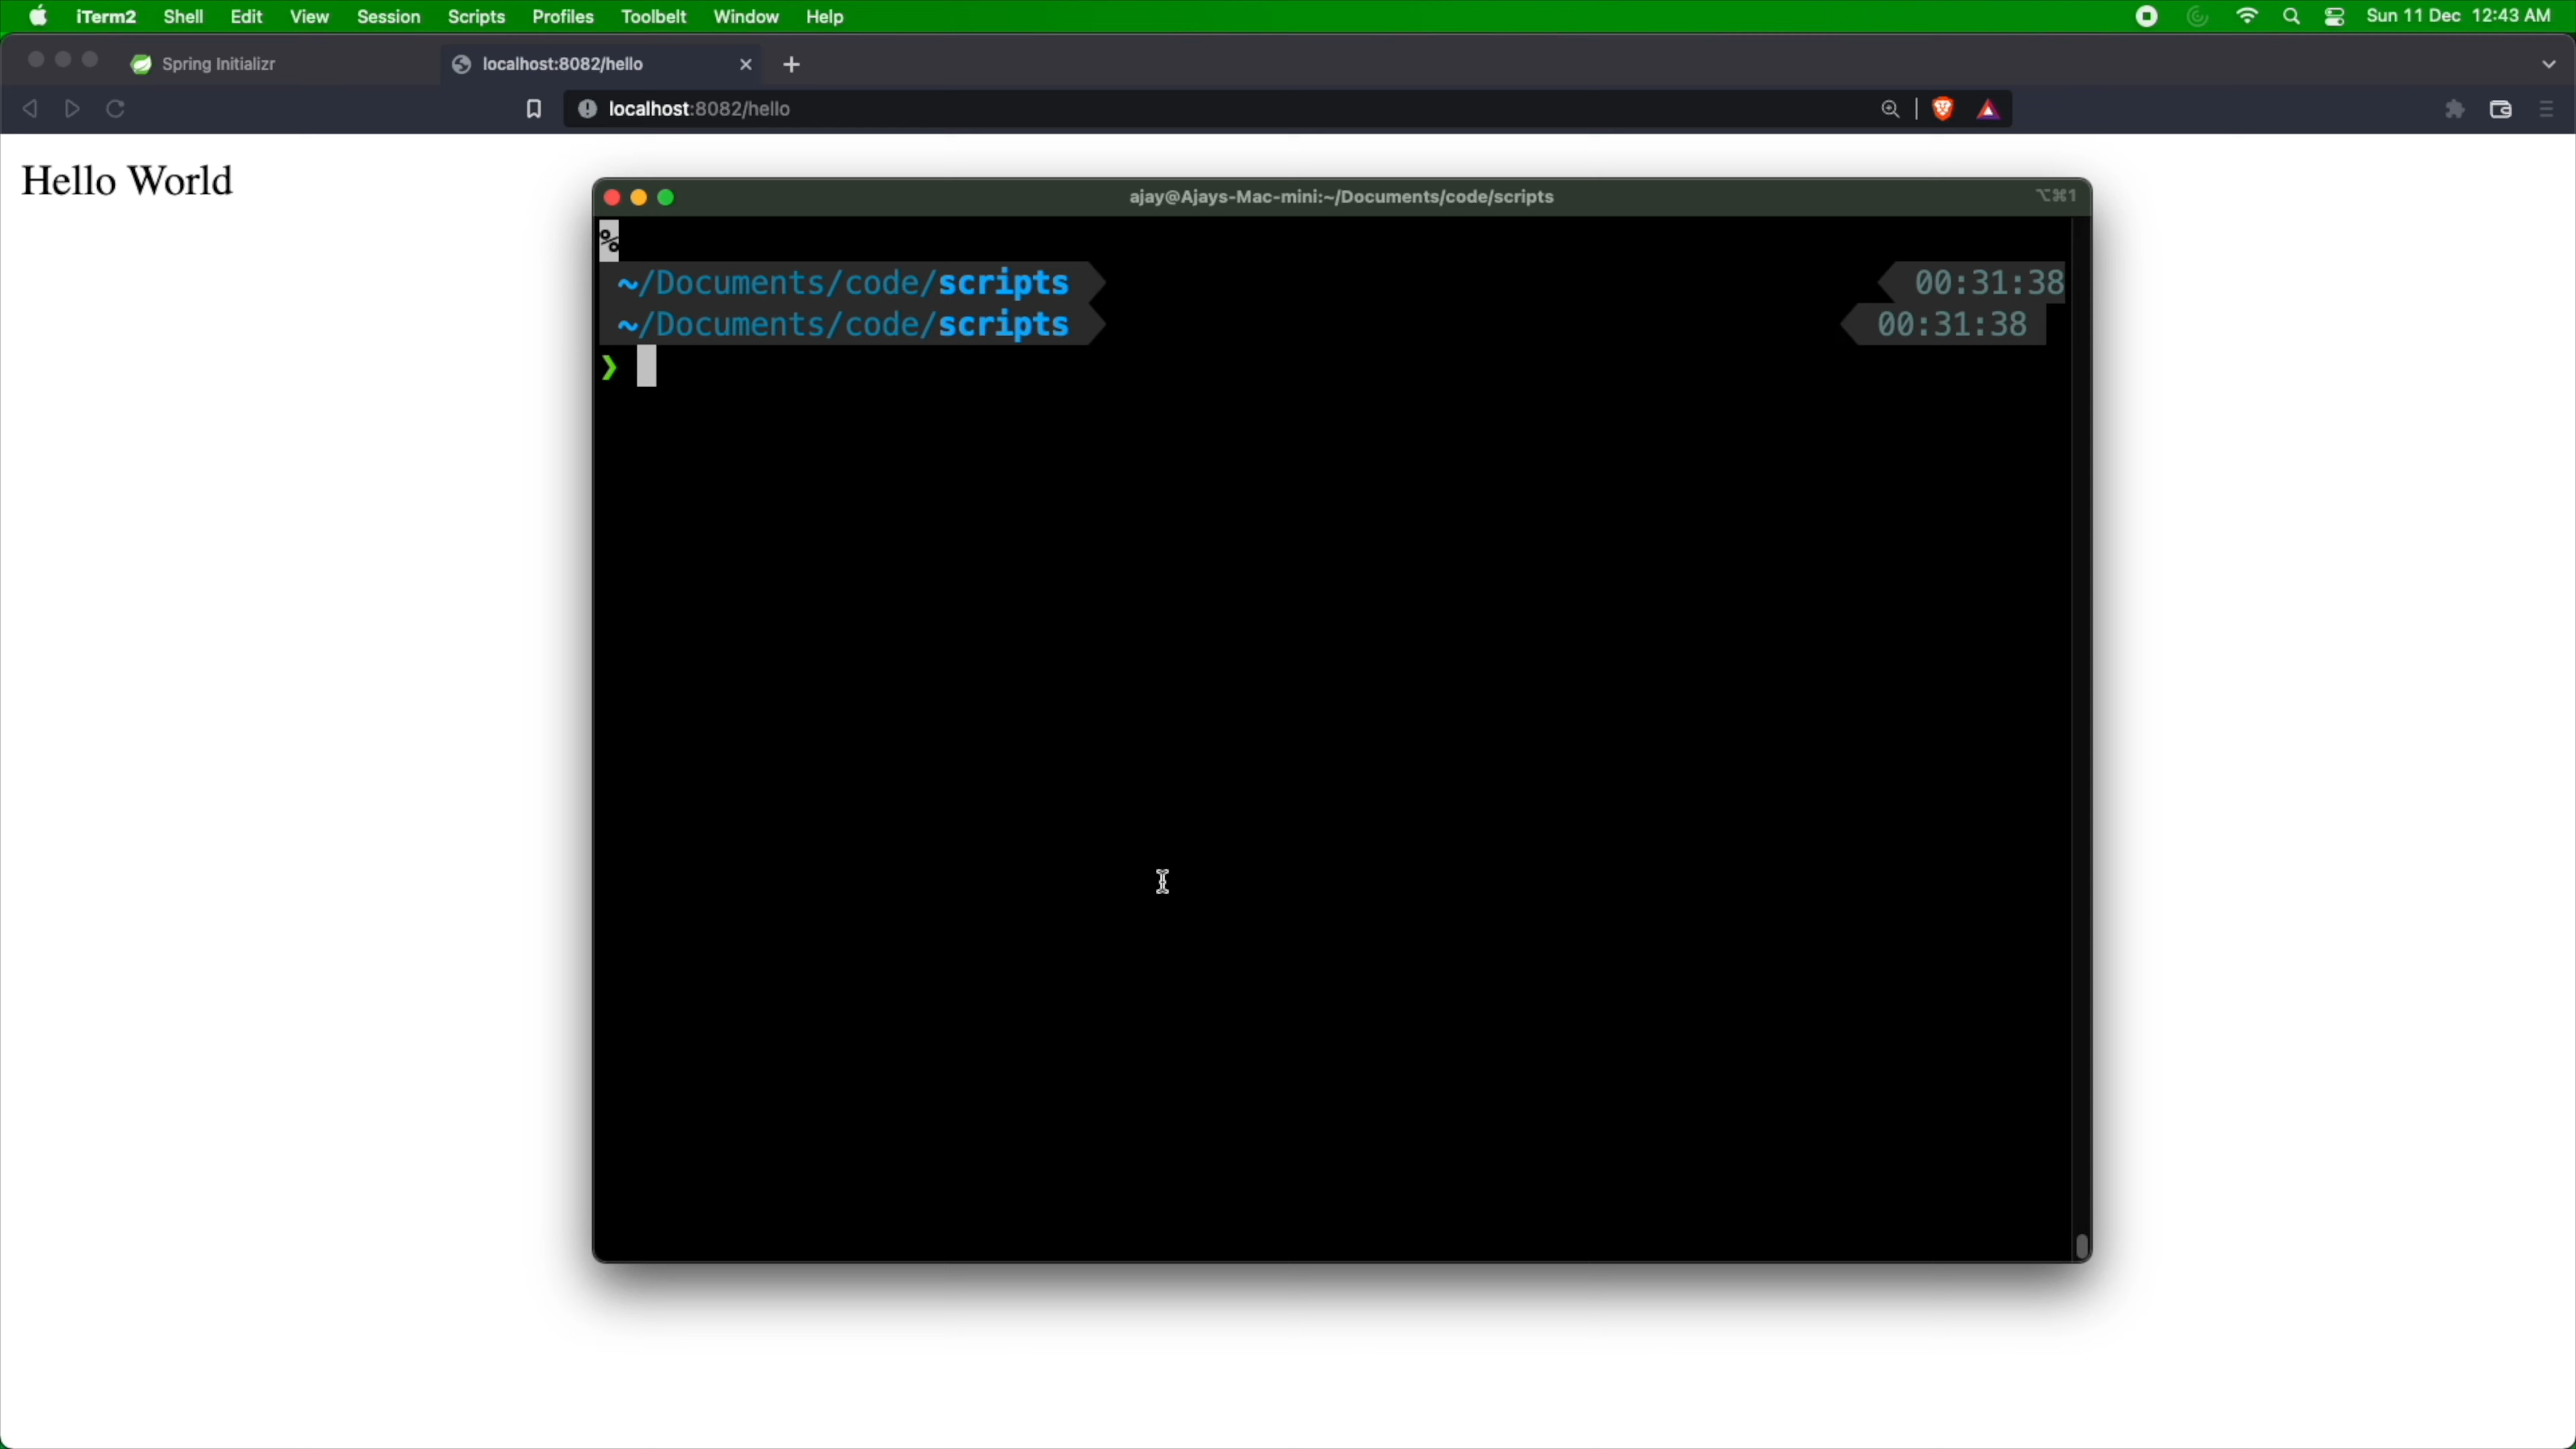 iTerm2 Shell Edit View Session Scripts Profiles Toolbelt Window Help Sun 11 Dec 12:43 AM
Spring Initializr localhost:8082/hello
localhost:8082/hello
Hello World
ajay@Ajays-Mac-mini:~/Documents/code/scripts ⌥⌘1
%
~/Documents/code/scripts 00:31:38
~/Documents/code/scripts 00:31:38
❯